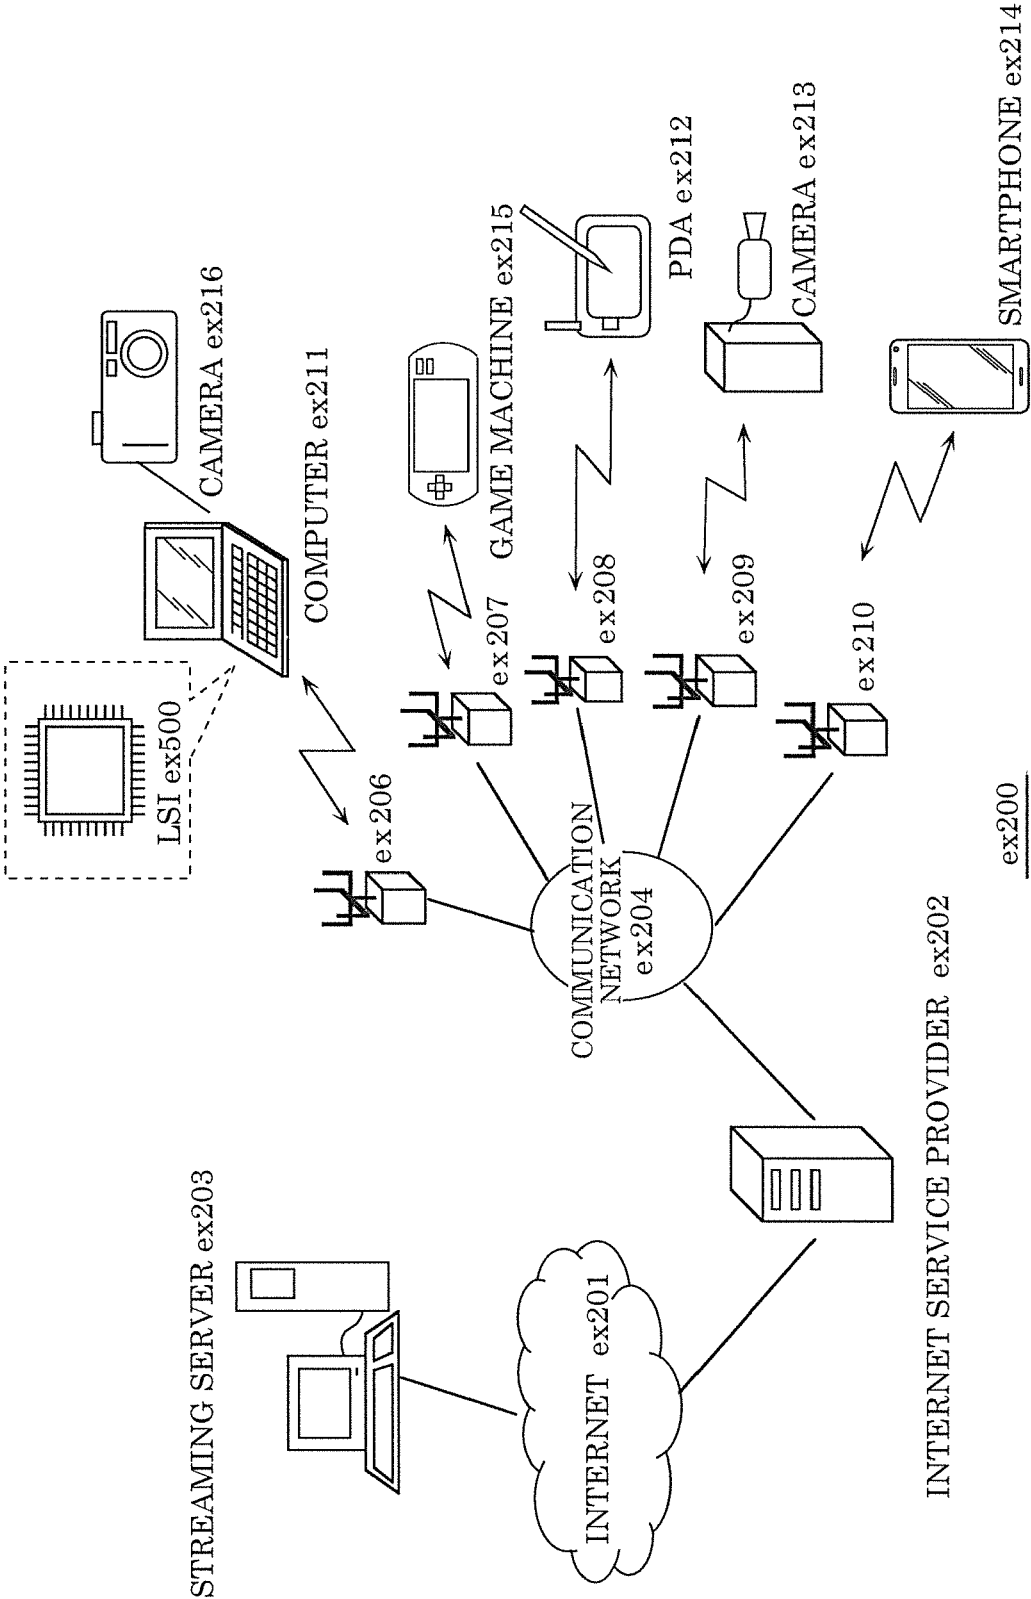 ex200
STREAMING SERVER ex203
INTERNET ex201
INTERNET SERVICE PROVIDER ex202
COMMUNICATION
NETWORK
ex204
LSI ex500
ex206
ex207
ex208
ex209
ex210
CAMERA ex216
COMPUTER ex211
GAME MACHINE ex215
PDA ex212
CAMERA ex213
SMARTPHONE ex214